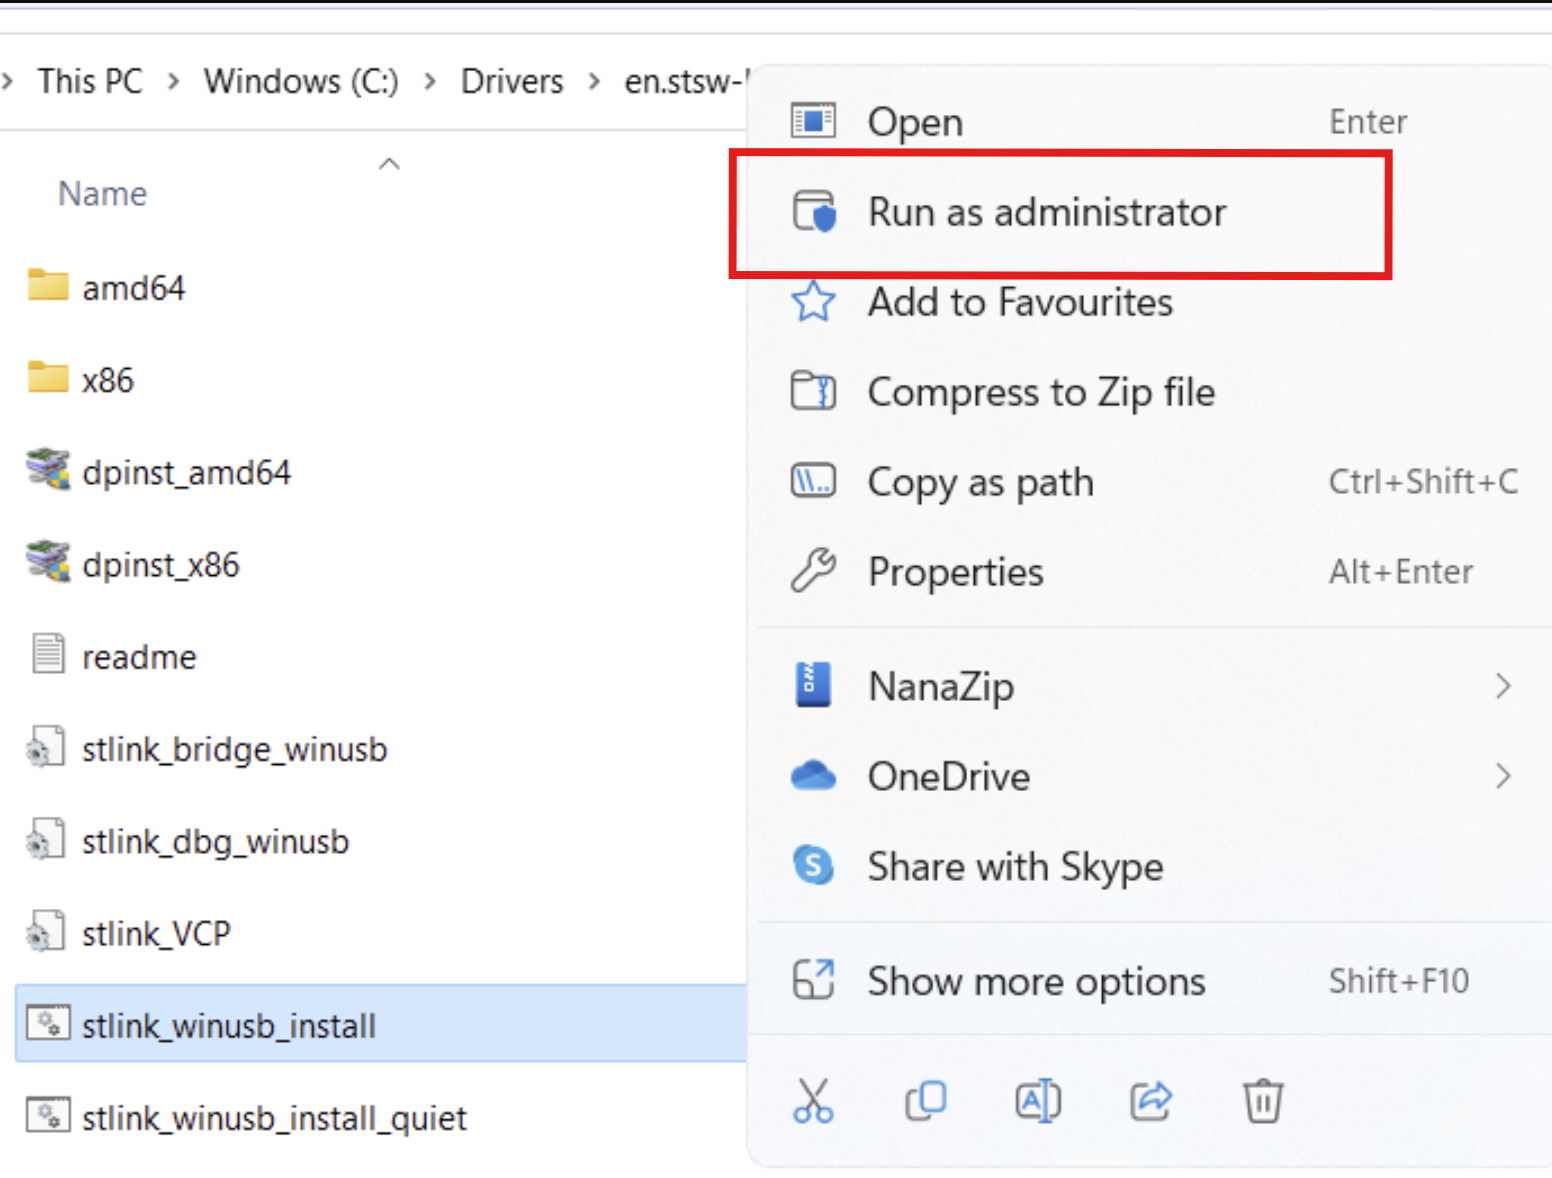 This PC > Windows (C:) > Drivers > en.stsw-
Name
amd64
x86
dpinst_amd64
dpinst_x86
readme
stlink_bridge_winusb
stlink_dbg_winusb
stlink_VCP
stlink_winusb_install
stlink_winusb_install_quiet
Open Enter
Run as administrator
Add to Favourites
Compress to Zip file
Copy as path Ctrl+Shift+C
Properties Alt+Enter
NanaZip
OneDrive
Share with Skype
Show more options Shift+F10